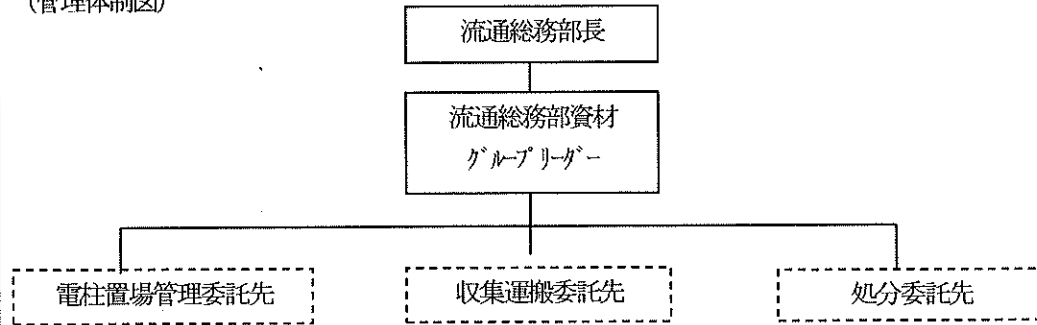 （管理体制図）
流通総務部長
流通総務部資材
ｸﾞﾙｰﾌﾟﾘｰﾀﾞｰ
電柱置場管理委託先
収集運搬委託先
処分委託先